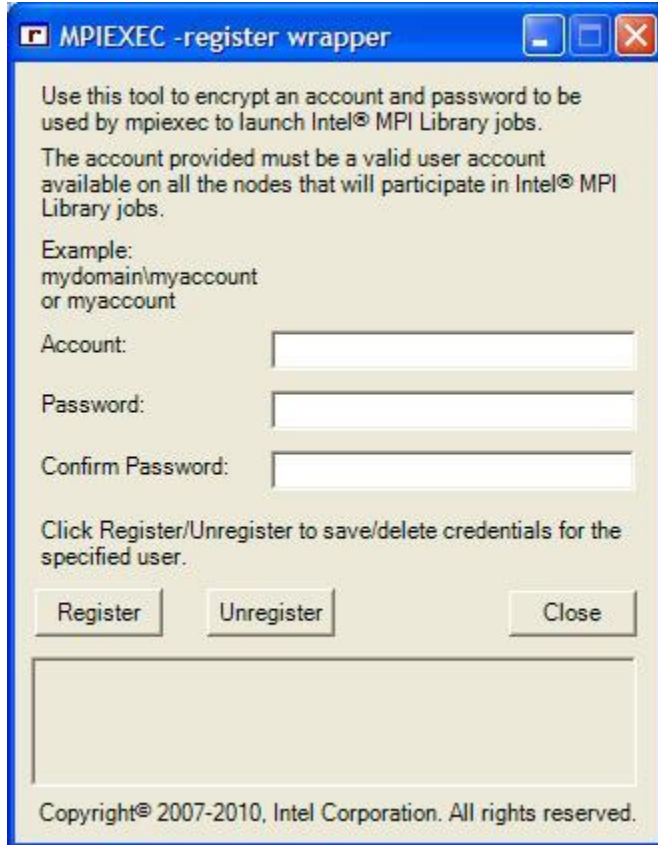 MPIEXEC -register wrapper
Use this tool to encrypt an account and password to be
used by mpiexec to launch Intel® MPI Library jobs.
The account provided must be a valid user account
available on all the nodes that will participate in Intel® MPI
Library jobs.
Example:
mydomain\myaccount
or myaccount
Account:
Password:
Confirm Password:
Click Register/Unregister to save/delete credentials for the
specified user.
Register Unregister Close
Copyright© 2007-2010, Intel Corporation. All rights reserved.